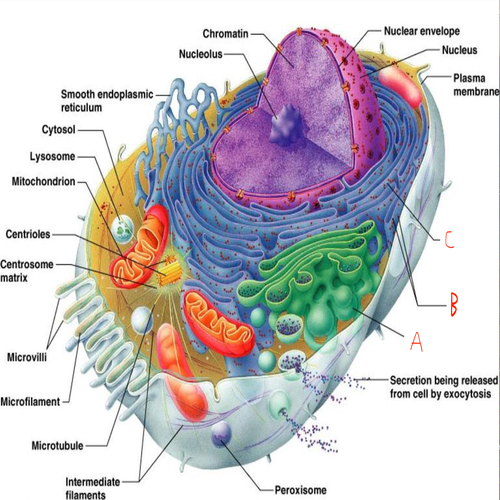 Chromatin
Nucleolus
Nuclear envelope
Nucleus
Plasma
membrane
Smooth endoplasmic
reticulum
Cytosol
Lysosome
Mitochondrion
Centrioles
Centrosome
matrix
C
B
A
Microvilli
Microfilament
Secretion being released
from cell by exocytosis
Microtubule
Intermediate
filaments
Peroxisome